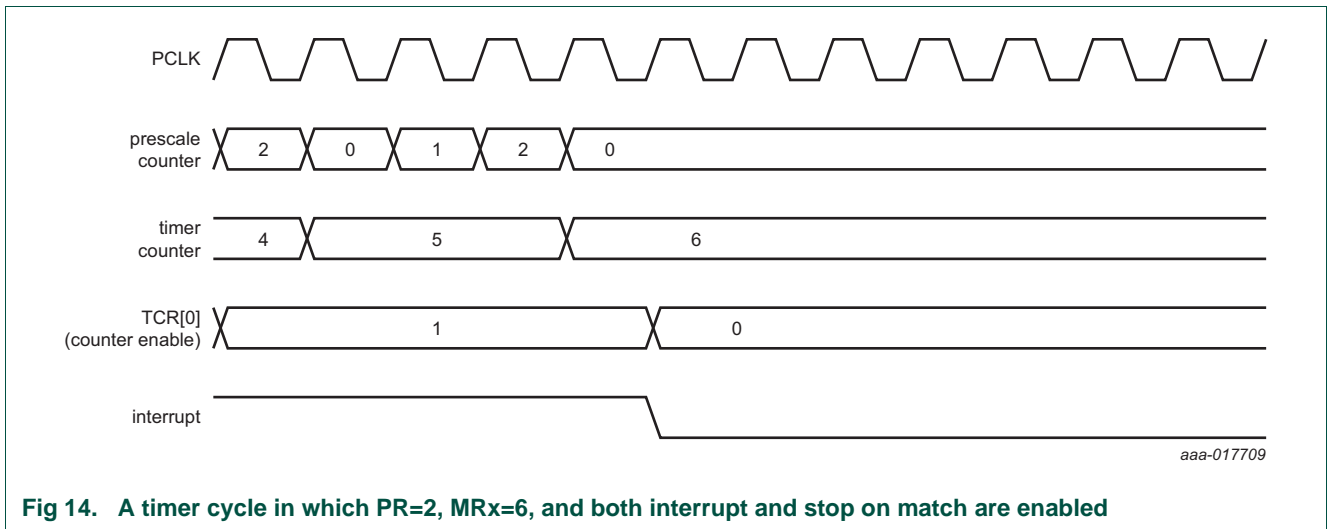 PCLK
prescale
counter
2 0 1 2 0
timer
counter
4 5 6
TCR[0]
(counter enable)
1 0
interrupt
aaa-017709
Fig 14. A timer cycle in which PR=2, MRx=6, and both interrupt and stop on match are enabled